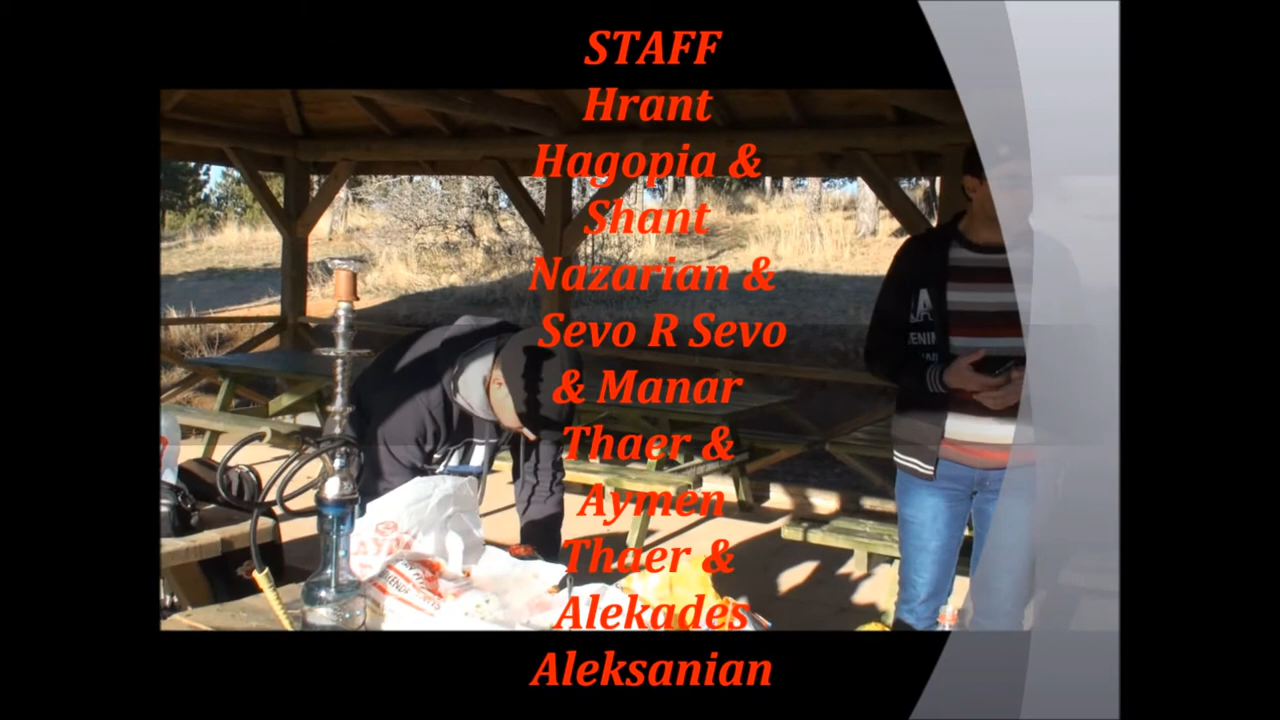 STAFF
Hrant
Hagopia &
Shant
Nazarian &
Sevo R Sevo
& Manar
Thaer &
Aymen
Thaer &
Alekades
Aleksanian